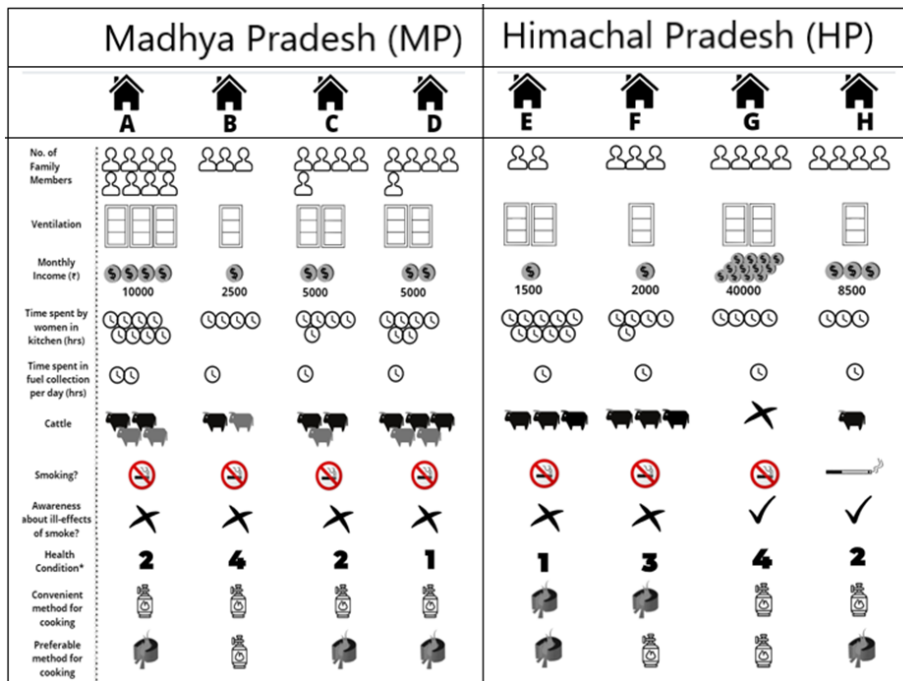 Madhya Pradesh (MP) Himachal Pradesh (HP)
A B C D E F G H
No. of
Family
Members
Ventilation
Monthly
Income (₹)
10000 2500 5000 5000 1500 2000 40000 8500
Time spent by
women in
kitchen (hrs)
Time spent in
fuel collection
per day (hrs)
Cattle
Smoking?
Awareness
about ill-effects
of smoke?
Health
Condition*
2 4 2 1 1 3 4 2
Convenient
method for
cooking
Preferable
method for
cooking